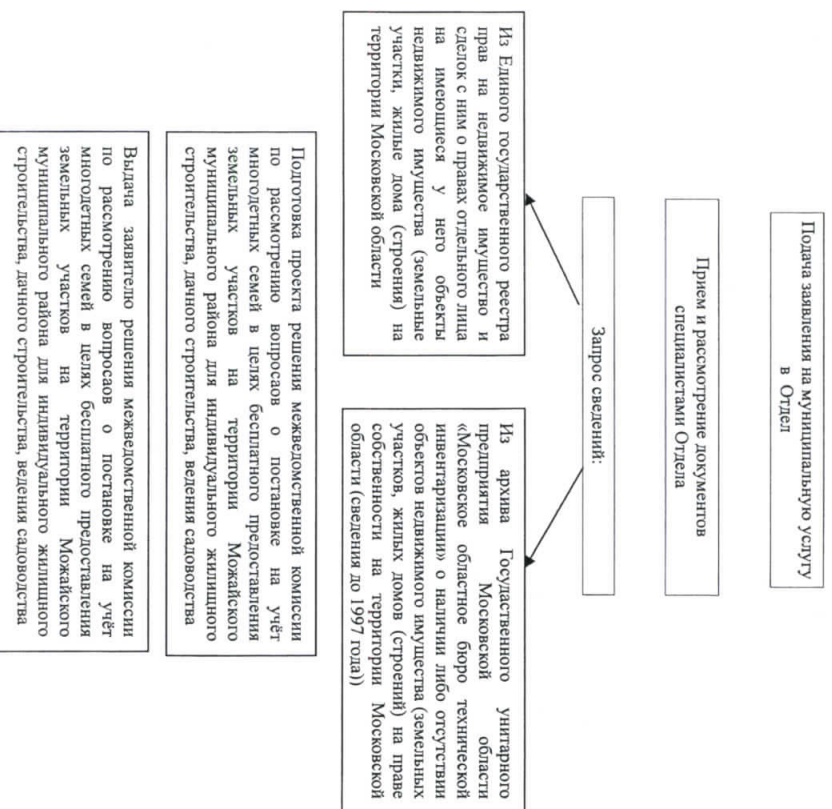 Подача заявления на муниципальную услугу
в Отдел
Прием и рассмотрение документов
специалистами Отдела
Запрос сведений:
Из Единого государственного реестра
прав на недвижимое имущество и
сделок с ним о правах отдельного лица
на имеющиеся у него объекты
недвижимого имущества (земельные
участки, жилые дома (строения) на
территории Московской области
Из архива Государственного унитарного
предприятия Московской области
«Московское областное бюро технической
инвентаризации» о наличии либо отсутствии
объектов недвижимого имущества (земельных
участков, жилых домов (строений) на праве
собственности на территории Московской
области (сведения до 1997 года))
Подготовка проекта решения межведомственной комиссии
по рассмотрению вопросаов о постановке на учёт
многодетных семей в целях бесплатного предоставления
земельных участков на территории Можайского
муниципального района для индивидуального жилищного
строительства, дачного строительства, ведения садоводства
Выдача заявителю решения межведомственной комиссии
по рассмотрению вопросаов о постановке на учёт
многодетных семей в целях бесплатного предоставления
земельных участков на территории Можайского
муниципального района для индивидуального жилищного
строительства, дачного строительства, ведения садоводства